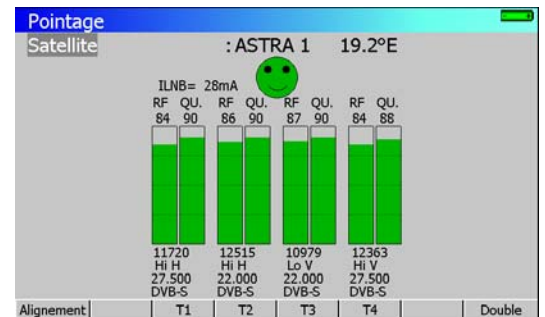 Pointage
Satellite : ASTRA 1 19.2°E
ILNB= 28mA
RF QU. RF QU. RF QU. RF QU.
84 90 86 90 87 90 84 88
11720 12515 10979 12363
Hi H Hi H Lo V Hi V
27.500 22.000 22.000 27.500
DVB-S DVB-S DVB-S DVB-S
Alignement T1 T2 T3 T4 Double